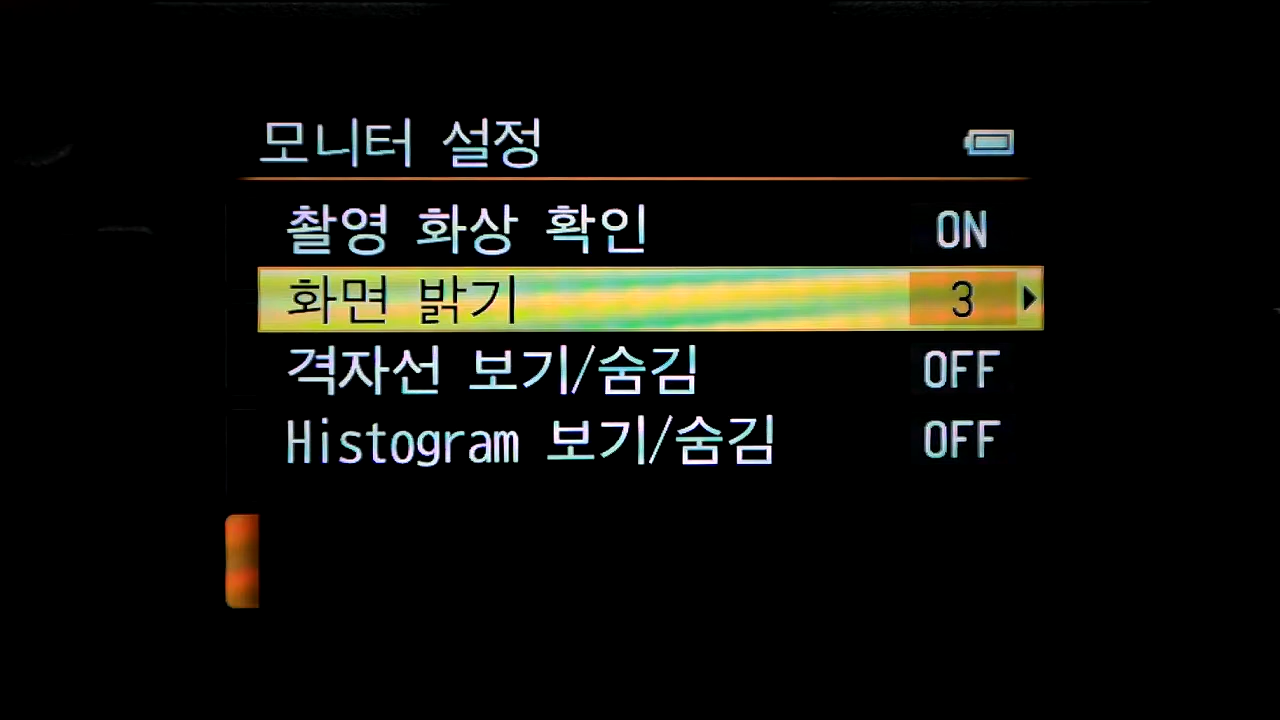 모니터 설정
촬영 화상 확인 ON
화면 밝기 3
격자선 보기/숨김 OFF
Histogram 보기/숨김 OFF